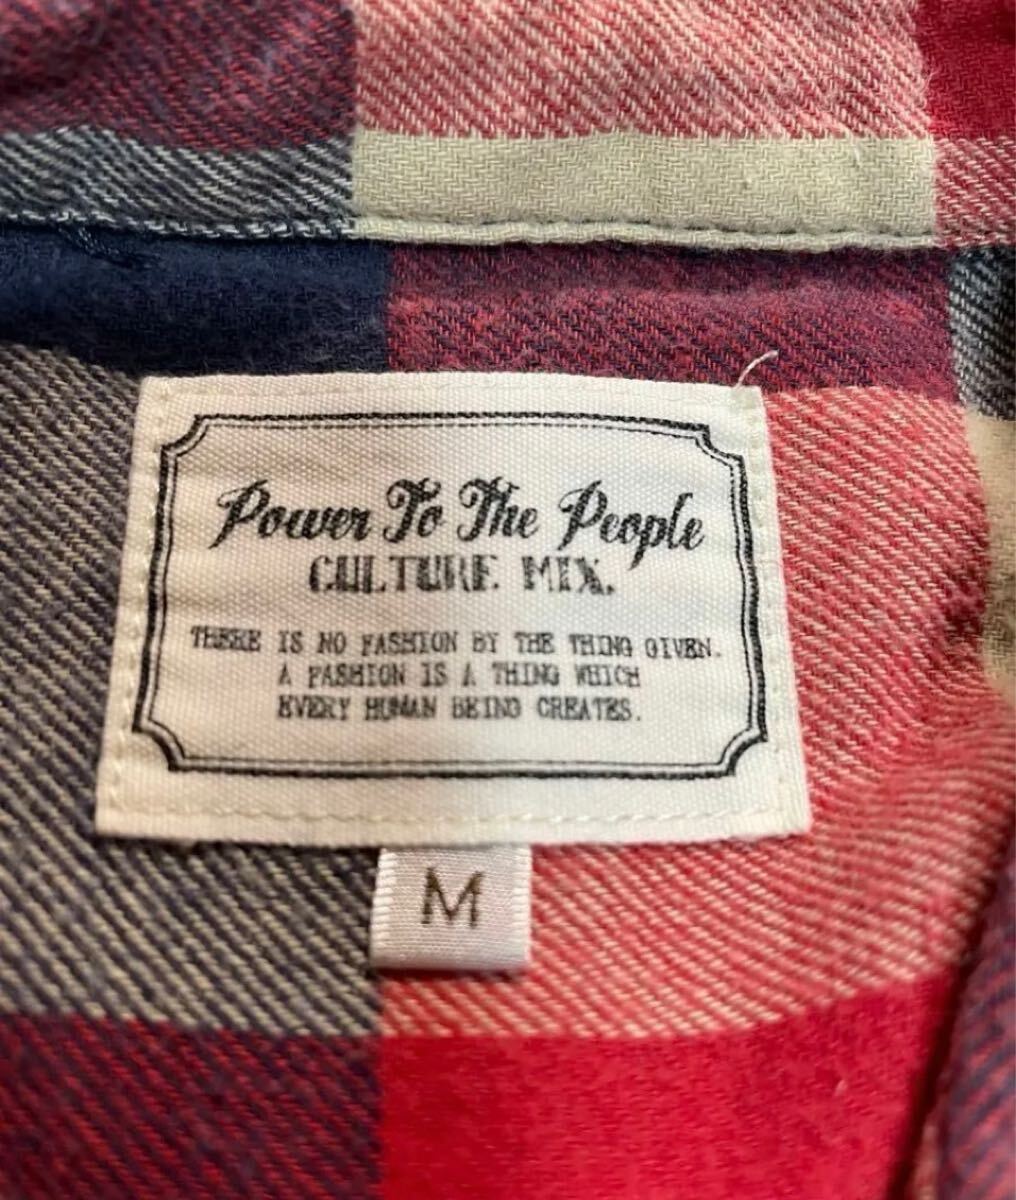 Power To The People
CULTURE MIX.
THERE IS NO FASHION BY THE THING GIVEN.
A FASHION IS A THING WHICH
EVERY HUMAN BEING CREATES.
M